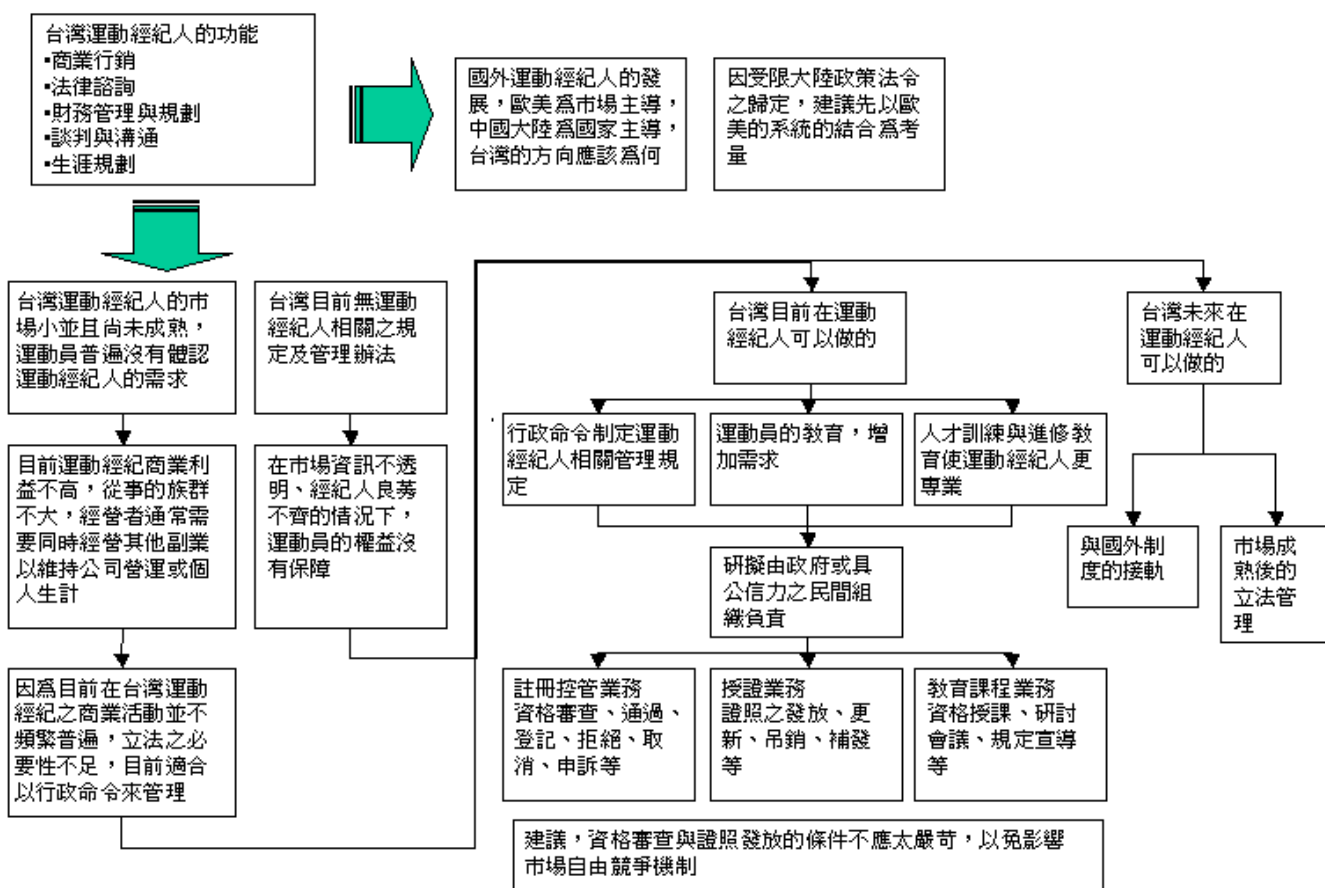 台灣運動經紀人的功能
▪商業行銷
▪法律諮詢
▪財務管理與規劃
▪談判與溝通
▪生涯規劃
國外運動經紀人的發
展，歐美爲市場主導，
中國大陸爲國家主導，
台灣的方向應該爲何
因受限大陸政策法令
之歸定，建議先以歐
美的系統的結合爲考
量
台灣運動經紀人的市
場小並且尚未成熟，
運動員普遍沒有體認
運動經紀人的需求
台灣目前無運動
經紀人相關之規
定及管理辦法
台灣目前在運動
經紀人可以做的
台灣未來在
運動經紀人
可以做的
目前運動經紀商業利
益不高，從事的族群
不大，經營者通常需
要同時經營其他副業
以維持公司營運或個
人生計
在市場資訊不透
明、經紀人良莠
不齊的情況下，
運動員的權益沒
有保障
行政命令制定運動
經紀人相關管理規
定
運動員的教育，增
加需求
人才訓練與進修教
育使運動經紀人更
專業
研擬由政府或具
公信力之民間組
織負責
與國外制
度的接軌
市場成
熟後的
立法管
理
因爲目前在台灣運動
經紀之商業活動並不
頻繁普遍，立法之必
要性不足，目前適合
以行政命令來管理
註冊控管業務
資格審查、通過、
登記、拒絕、取
消、申訴等
授證業務
證照之發放、更
新、吊銷、補發
等
教育課程業務
資格授課、研討
會議、規定宣導
等
建議，資格審查與證照發放的條件不應太嚴苛，以免影響
市場自由競爭機制